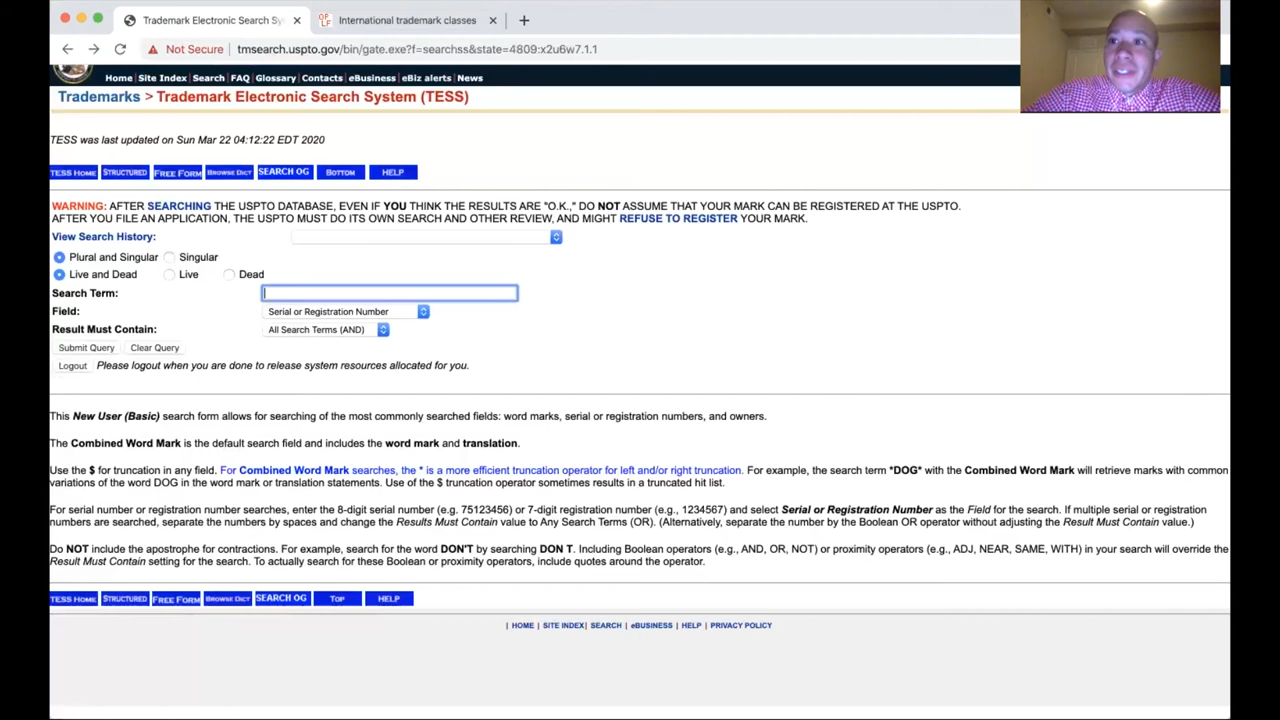 Trademark Electronic Search Sy
International trademark classes
Not Secure tmsearch.uspto.gov/bin/gate.exe?f=searchss&state=4809:x2u6w7.1.1
Home | Site Index | Search | FAQ | Glossary | Contacts | eBusiness | eBiz alerts | News
Trademarks > Trademark Electronic Search System (TESS)
TESS was last updated on Sun Mar 22 04:12:22 EDT 2020
TESS HOME STRUCTURED FREE FORM BROWSE DICT SEARCH OG BOTTOM HELP
WARNING: AFTER SEARCHING THE USPTO DATABASE, EVEN IF YOU THINK THE RESULTS ARE "O.K.," DO NOT ASSUME THAT YOUR MARK CAN BE REGISTERED AT THE USPTO.
AFTER YOU FILE AN APPLICATION, THE USPTO MUST DO ITS OWN SEARCH AND OTHER REVIEW, AND MIGHT REFUSE TO REGISTER YOUR MARK.
View Search History:
Plural and Singular Singular
Live and Dead Live Dead
Search Term:
Field: Serial or Registration Number
Result Must Contain: All Search Terms (AND)
Submit Query Clear Query
Logout Please logout when you are done to release system resources allocated for you.
This New User (Basic) search form allows for searching of the most commonly searched fields: word marks, serial or registration numbers, and owners.
The Combined Word Mark is the default search field and includes the word mark and translation.
Use the $ for truncation in any field. For Combined Word Mark searches, the * is a more efficient truncation operator for left and/or right truncation. For example, the search term *DOG* with the Combined Word Mark will retrieve marks with common
variations of the word DOG in the word mark or translation statements. Use of the $ truncation operator sometimes results in a truncated hit list.
For serial number or registration number searches, enter the 8-digit serial number (e.g. 75123456) or 7-digit registration number (e.g., 1234567) and select Serial or Registration Number as the Field for the search. If multiple serial or registration
numbers are searched, separate the numbers by spaces and change the Results Must Contain value to Any Search Terms (OR). (Alternatively, separate the number by the Boolean OR operator without adjusting the Result Must Contain value.)
Do NOT include the apostrophe for contractions. For example, search for the word DON'T by searching DON T. Including Boolean operators (e.g., AND, OR, NOT) or proximity operators (e.g., ADJ, NEAR, SAME, WITH) in your search will override the
Result Must Contain setting for the search. To actually search for these Boolean or proximity operators, include quotes around the operator.
TESS HOME STRUCTURED FREE FORM BROWSE DICT SEARCH OG TOP HELP
| HOME | SITE INDEX| SEARCH | eBUSINESS | HELP | PRIVACY POLICY